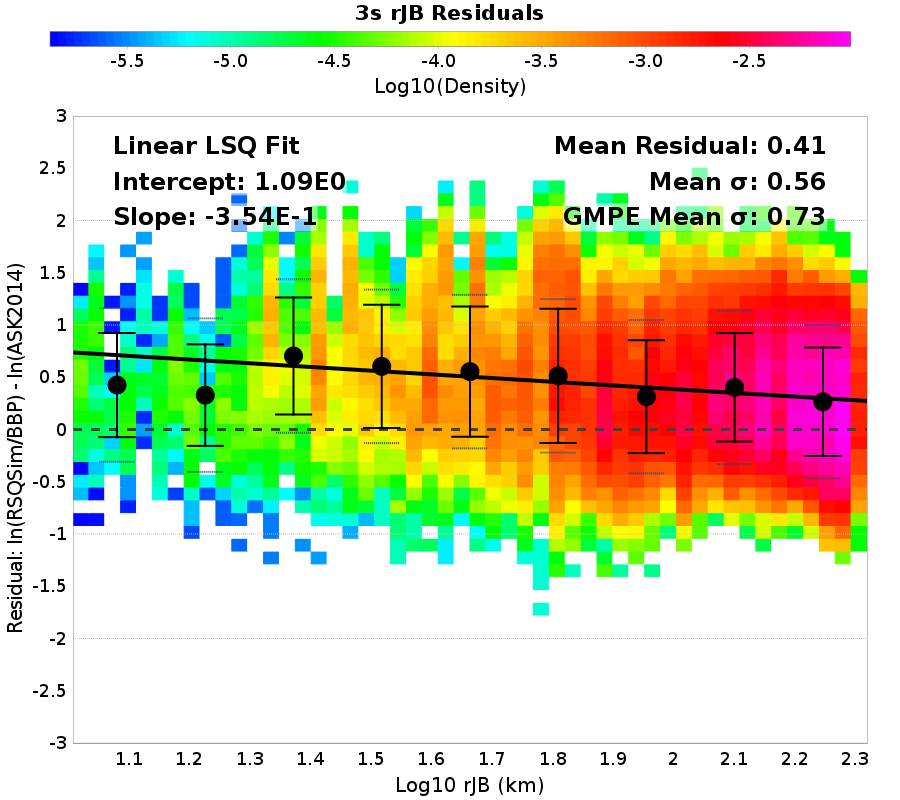 3s rJB Residuals
-5.5 -5.0 -4.5 -4.0 -3.5 -3.0 -2.5
Log10(Density)
Linear LSQ Fit
Intercept: 1.09E0
Slope: -3.54E-1
Mean Residual: 0.41
Mean σ: 0.56
GMPE Mean σ: 0.73
Residual: ln(RSQSim/BBP) - ln(ASK2014)
3
2.5
2
1.5
1
0.5
0
-0.5
-1
-1.5
-2
-2.5
-3
1.1 1.2 1.3 1.4 1.5 1.6 1.7 1.8 1.9 2 2.1 2.2 2.3
Log10 rJB (km)